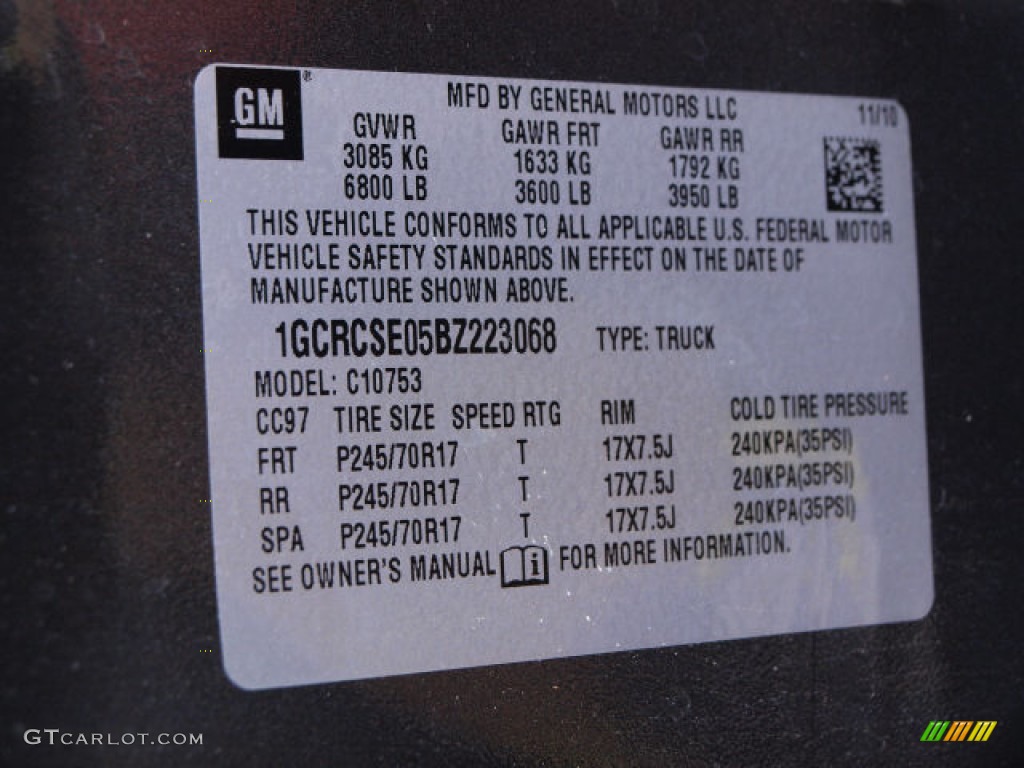 GM®
MFD BY GENERAL MOTORS LLC 11/10
GVWR GAWR FRT GAWR RR
3085 KG 1633 KG 1792 KG
6800 LB 3600 LB 3950 LB
THIS VEHICLE CONFORMS TO ALL APPLICABLE U.S. FEDERAL MOTOR
VEHICLE SAFETY STANDARDS IN EFFECT ON THE DATE OF
MANUFACTURE SHOWN ABOVE.
1GCRCSE05BZ223068 TYPE: TRUCK
MODEL: C10753
CC97 TIRE SIZE SPEED RTG RIM COLD TIRE PRESSURE
FRT P245/70R17 T 17X7.5J 240KPA(35PSI)
RR P245/70R17 T 17X7.5J 240KPA(35PSI)
SPA P245/70R17 T 17X7.5J 240KPA(35PSI)
SEE OWNER'S MANUAL i FOR MORE INFORMATION.
GTCARLOT.COM